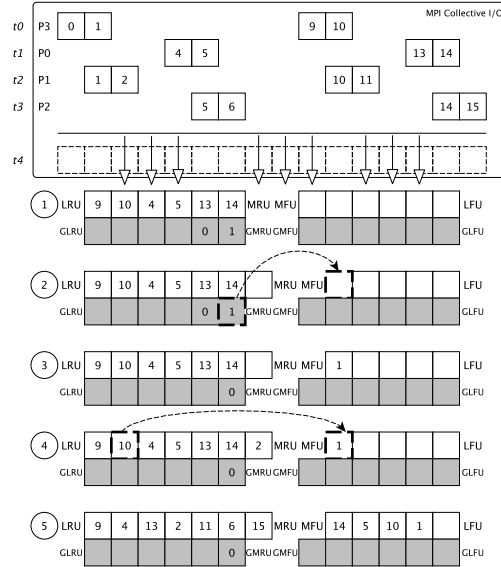 MPI Collective I/O
t0 P3 0 1 9 10
t1 P0 4 5 13 14
t2 P1 1 2 10 11
t3 P2 5 6 14 15
t4
1 LRU 9 10 4 5 13 14 MRU MFU LFU
GLRU 0 1 GMRU GMFU GLFU
2 LRU 9 10 4 5 13 14 MRU MFU LFU
GLRU 0 1 GMRU GMFU GLFU
3 LRU 9 10 4 5 13 14 MRU MFU 1 LFU
GLRU 0 GMRU GMFU GLFU
4 LRU 9 10 4 5 13 14 2 MRU MFU 1 LFU
GLRU 0 GMRU GMFU GLFU
5 LRU 9 4 13 2 11 6 15 MRU MFU 14 5 10 1 LFU
GLRU 0 GMRU GMFU GLFU